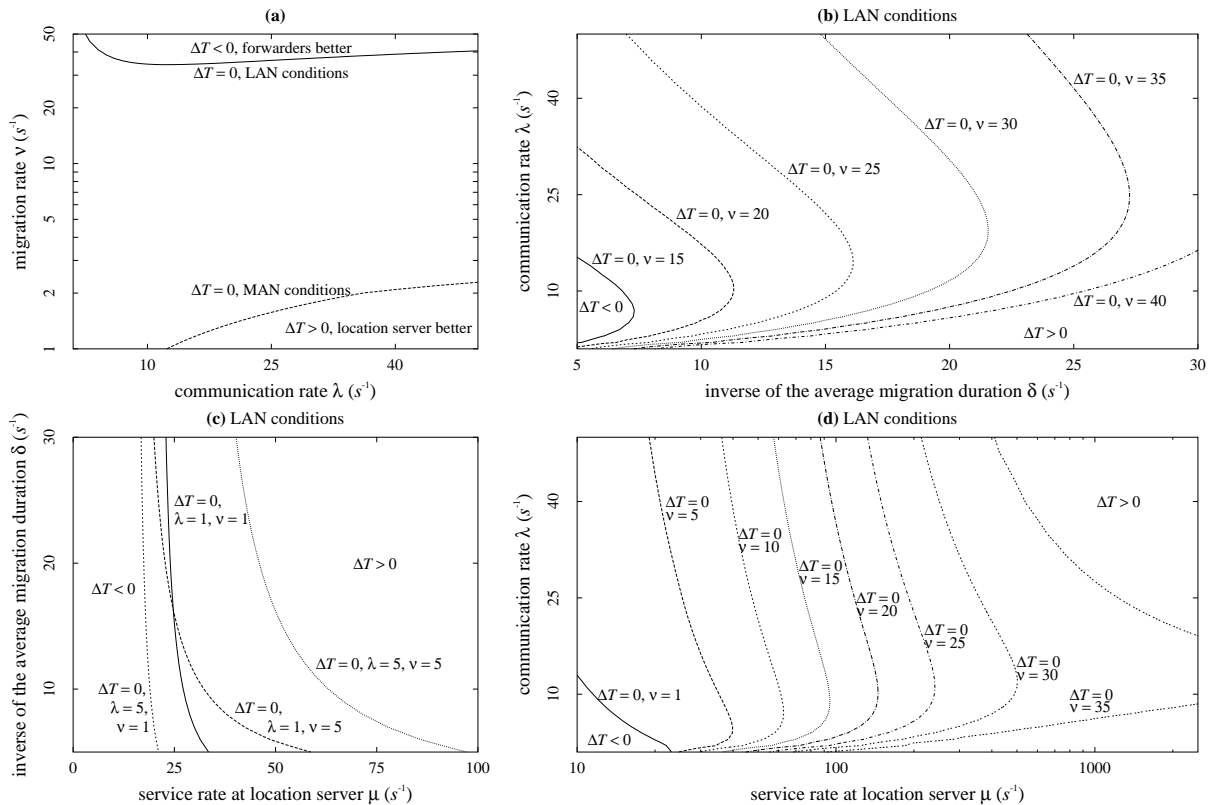 (a)
ΔT < 0, forwarders better
ΔT = 0, LAN conditions
ΔT = 0, MAN conditions
ΔT > 0, location server better
50
20
10
5
2
1
migration rate ν (s⁻¹)
10
25
40
communication rate λ (s⁻¹)
(b) LAN conditions
ΔT = 0, ν = 35
ΔT = 0, ν = 30
ΔT = 0, ν = 25
ΔT = 0, ν = 20
ΔT = 0, ν = 15
ΔT < 0
ΔT = 0, ν = 40
ΔT > 0
40
25
10
communication rate λ (s⁻¹)
5
10
15
20
25
30
inverse of the average migration duration δ (s⁻¹)
(c) LAN conditions
ΔT = 0,
λ = 1, ν = 1
ΔT > 0
ΔT < 0
ΔT = 0, λ = 5, ν = 5
ΔT = 0,
λ = 5,
ν = 1
ΔT = 0,
λ = 1, ν = 5
30
20
10
inverse of the average migration duration δ (s⁻¹)
0
25
50
75
100
service rate at location server μ (s⁻¹)
(d) LAN conditions
ΔT = 0
ν = 5
ΔT > 0
ΔT = 0
ν = 10
ΔT = 0
ν = 15
ΔT = 0
ν = 20
ΔT = 0
ν = 25
ΔT = 0
ν = 30
ΔT = 0
ν = 35
ΔT = 0, ν = 1
ΔT < 0
40
25
10
communication rate λ (s⁻¹)
10
100
1000
service rate at location server μ (s⁻¹)